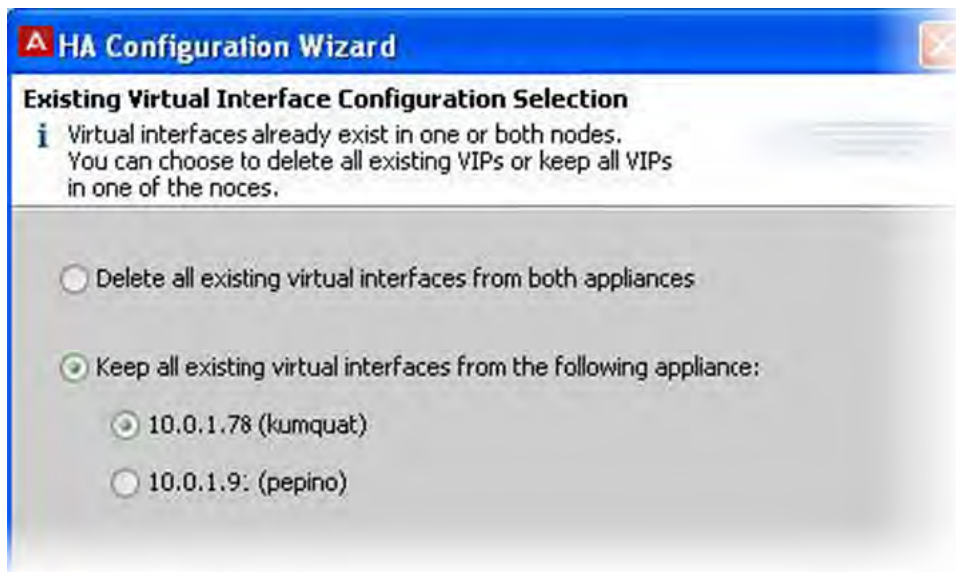 A HA Configuration Wizard
Existing Virtual Interface Configuration Selection
i Virtual interfaces already exist in one or both nodes.
You can choose to delete all existing VIPs or keep all VIPs
in one of the noces.
Delete all existing virtual interfaces from both appliances
Keep all existing virtual interfaces from the following appliance:
10.0.1.78 (kumquat)
(pepino)